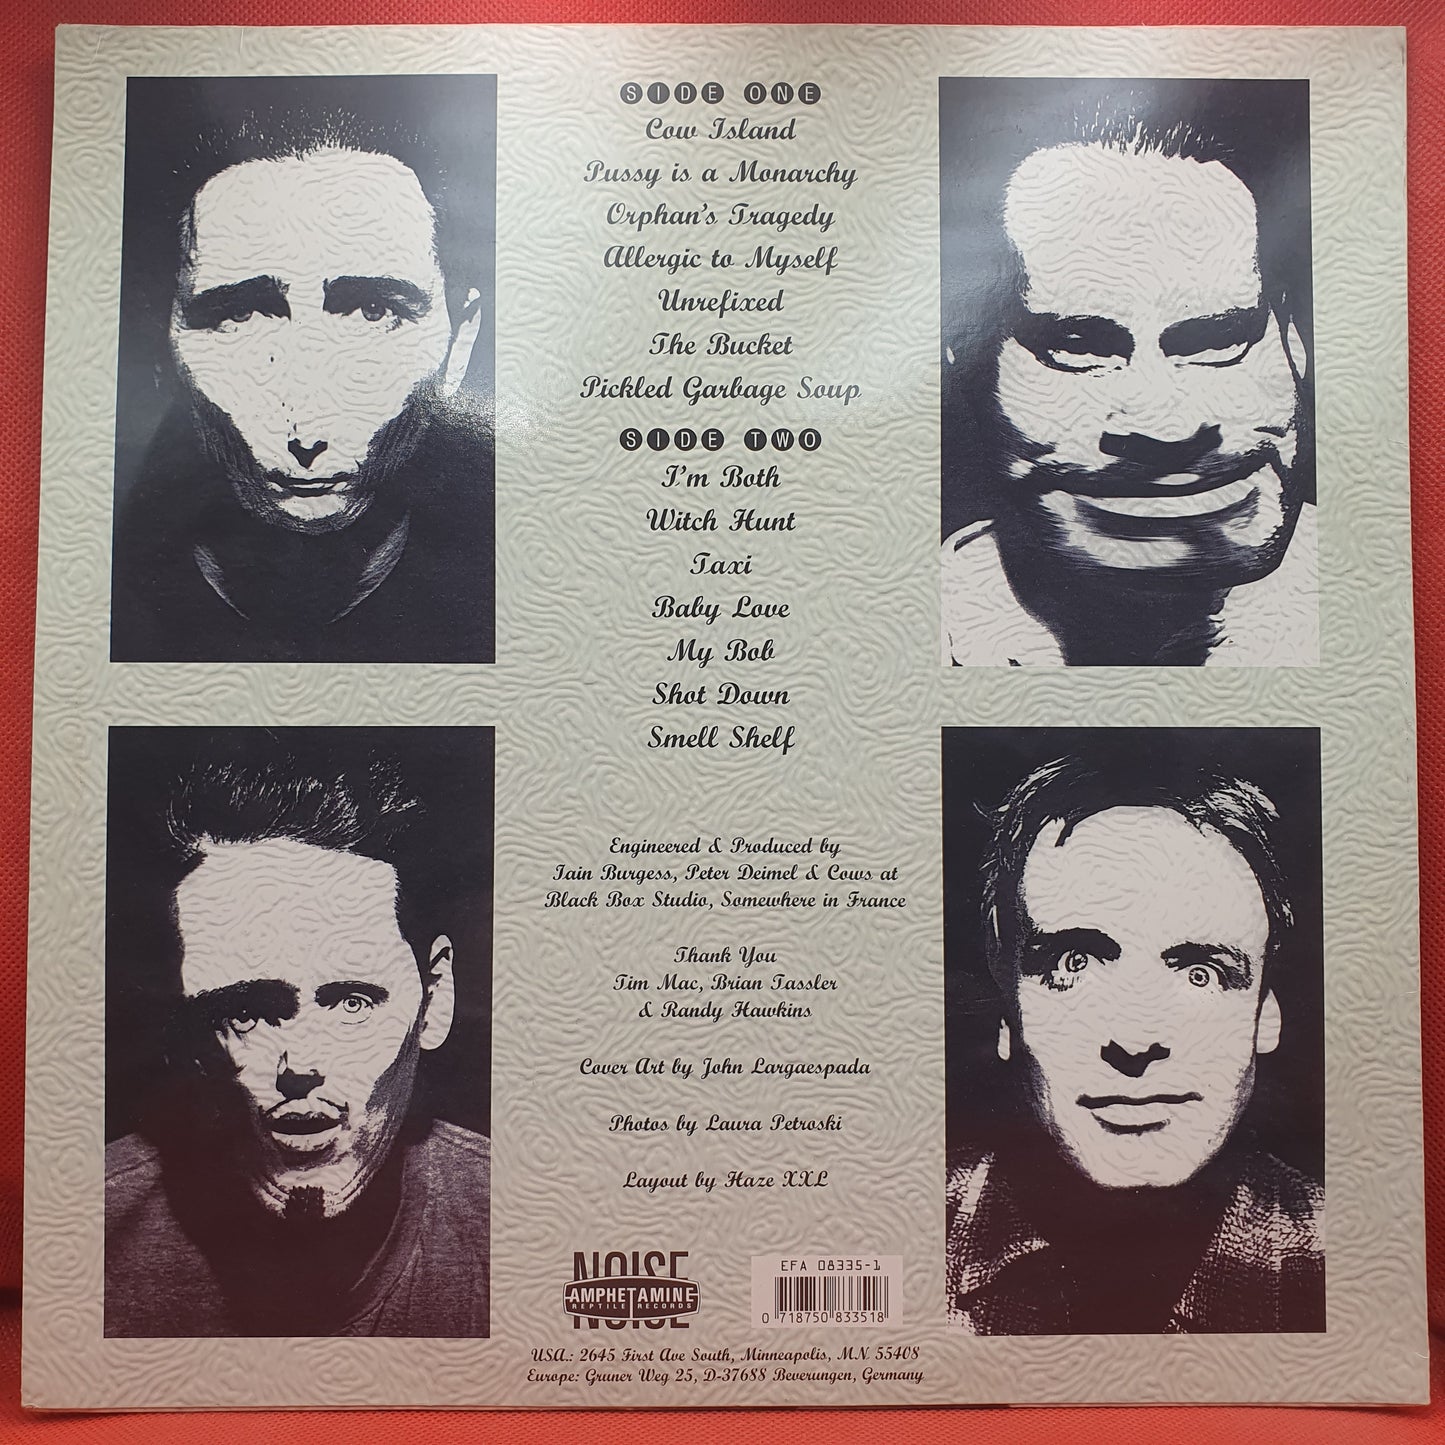 SIDE ONE
Cow Island
Pussy is a Monarchy
Orphan's Tragedy
Allergic to Myself
Unrefixed
The Bucket
Pickled Garbage Soup
SIDE TWO
I'm Both
Witch Hunt
Taxi
Baby Love
My Bob
Shot Down
Smell Shelf
Engineered & Produced by
Iain Burgess, Peter Deimel & Cows at
Black Box Studio, Somewhere in France
Thank You
Tim Mac, Brian Tassler
& Randy Hawkins
Cover Art by John Largaespada
Photos by Laura Petroski
Layout by Haze XXL
NOISE
AMPHETAMINE
REPTILE RECORDS
NOISE
EFA 08335-1
0 718750 833518
USA.: 2645 First Ave South, Minneapolis, MN 55408
Europe: Gruner Weg 25, D-37688 Beverungen, Germany